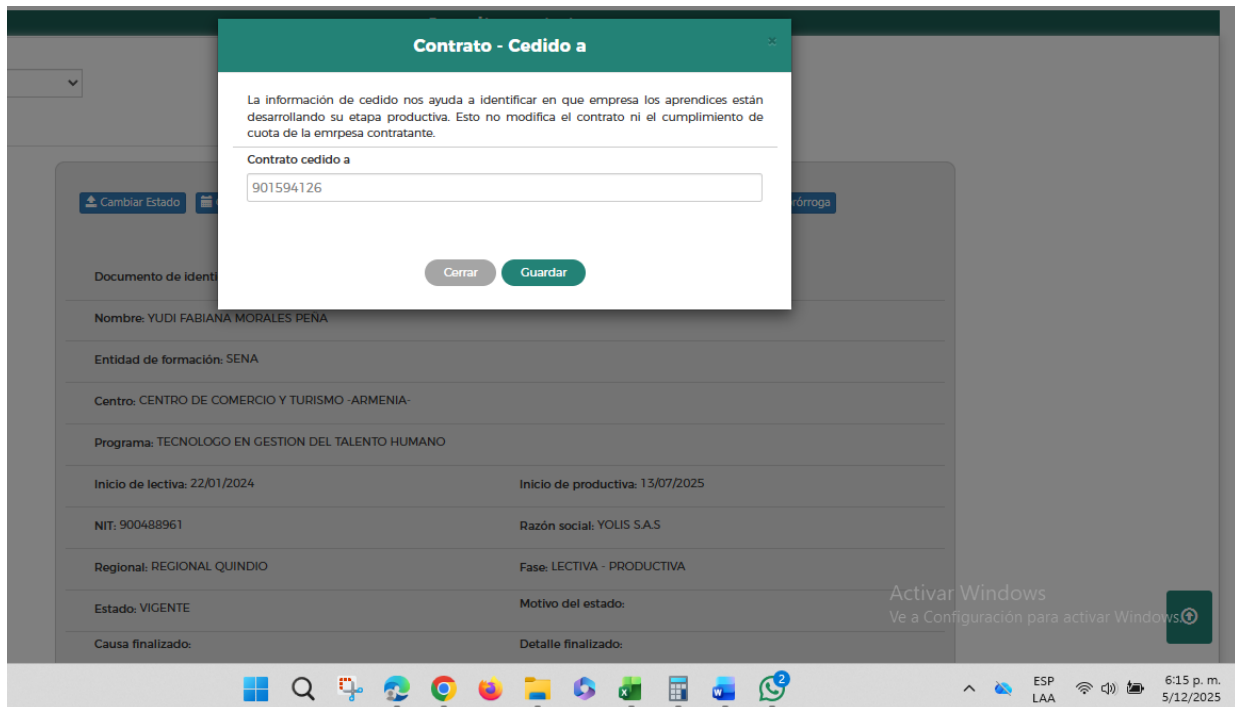 Contrato - Cedido a
×
La información de cedido nos ayuda a identificar en que empresa los aprendices están
desarrollando su etapa productiva. Esto no modifica el contrato ni el cumplimiento de
cuota de la emrpesa contratante.
Contrato cedido a
901594126
Cambiar Estado
prórroga
Cerrar Guardar
Documento de identi
Nombre: YUDI FABIANA MORALES PEÑA
Entidad de formación: SENA
Centro: CENTRO DE COMERCIO Y TURISMO -ARMENIA-
Programa: TECNOLOGO EN GESTION DEL TALENTO HUMANO
Inicio de lectiva: 22/01/2024 Inicio de productiva: 13/07/2025
NIT: 900488961 Razón social: YOLIS S.A.S
Regional: REGIONAL QUINDIO Fase: LECTIVA - PRODUCTIVA
Estado: VIGENTE Motivo del estado:
Causa finalizado: Detalle finalizado:
Activar Windows
Ve a Configuración para activar Windows.
2
ESP
LAA
6:15 p. m.
5/12/2025